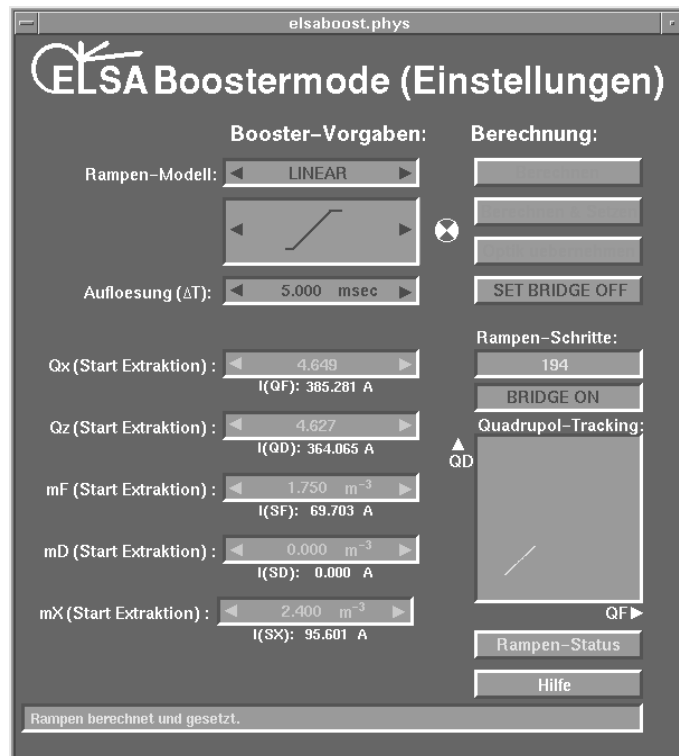 elsaboost.phys
ELSA Boostermode (Einstellungen)
Booster-Vorgaben: Berechnung:
Rampen-Modell: LINEAR
Aufloesung (ΔT): 5.000 msec SET BRIDGE OFF
Rampen-Schritte:
Qx (Start Extraktion) : 4.649 194
I(QF): 385.281 A
BRIDGE ON
Qz (Start Extraktion) : 4.627 Quadrupol-Tracking:
I(QD): 364.065 A
QD
mF (Start Extraktion) : 1.750 m⁻³
I(SF): 69.703 A
mD (Start Extraktion) : 0.000 m⁻³
I(SD): 0.000 A
mX (Start Extraktion) : 2.400 m⁻³ QF
I(SX): 95.601 A
Rampen-Status
Hilfe
Rampen berechnet und gesetzt.